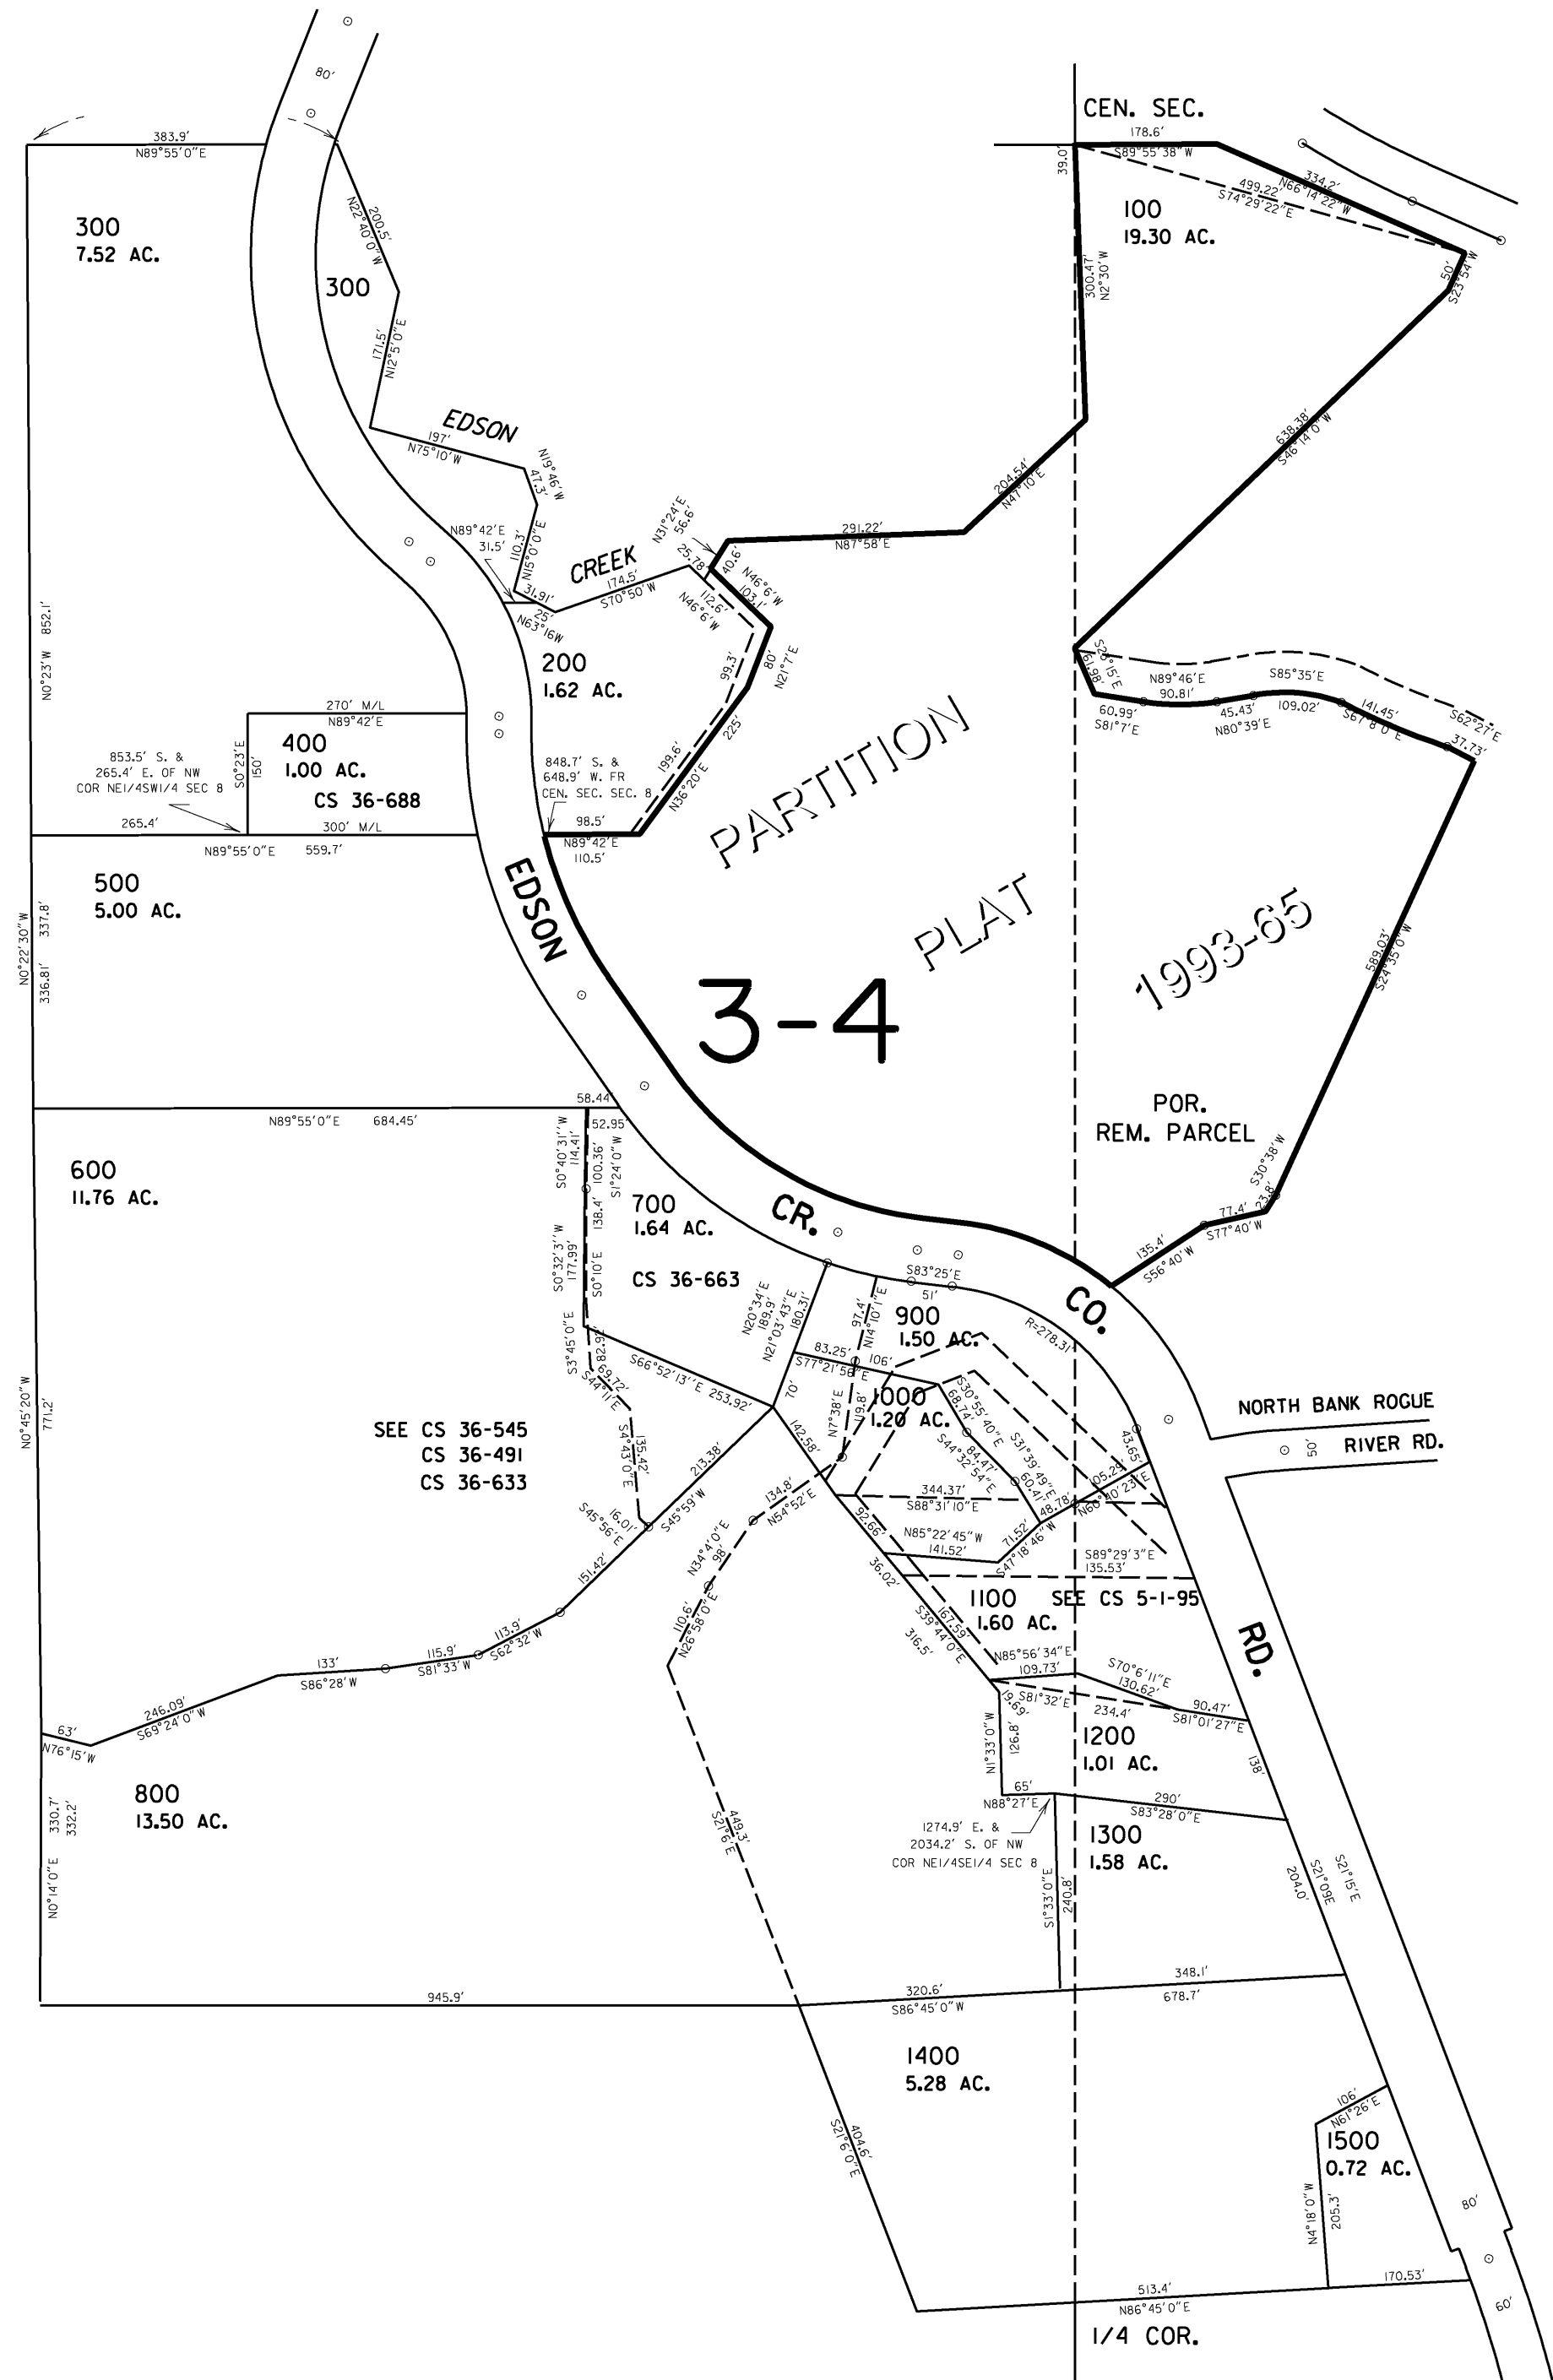 80'
CEN. SEC.
383.9'
N89°55'0"E
178.6'
S89°55'38"W
39.0'
334.2'
N66°14'22"W
499.22'
S74°29'22"E
100
19.30 AC.
300
7.52 AC.
200.5'
N22°40'0"W
300
50'
S23°54'W
300.47'
N2°30'W
171.5'
N12°5'0"E
EDSON
197'
N75°10'W
N19°46'W
47.3'
638.38'
S46°14'0"W
204.54'
N47°10'E
N31°24'E
56.6'
291.22'
N87°58'E
N89°42'E
31.5'
110.3'
N15°0'0"E
CREEK
174.5'
S70°50'W
25.78'
40.6'
N46°6'W
103.1'
112.6'
N46°6'W
31.91'
25'
N63°16W
N0°23'W 852.1'
200
1.62 AC.
99.3'
80'
N21°7'E
S26°15'E
61.98'
N89°46'E
90.81'
S85°35'E
60.99'
S81°7'E
45.43'
N80°39'E
109.02'
141.45'
S67°8'0"E
S62°27'E
37.73'
270' M/L
N89°42'E
S0°23'E
150'
400
1.00 AC.
CS 36-688
853.5' S. &
265.4' E. OF NW
COR NE1/4SW1/4 SEC 8
848.7' S. &
648.9' W. FR
CEN. SEC. SEC. 8
199.6'
225'
N36°20'E
PARTITION
98.5'
N89°42'E
110.5'
265.4'
300' M/L
N89°55'0"E 559.7'
500
5.00 AC.
EDSON
PLAT
1993-65
N0°22'30"W
337.8'
336.81'
3-4
589.03'
S24°35'0"W
58.44'
N89°55'0"E 684.45'
52.95'
POR.
REM. PARCEL
S0°40'31"W
114.41'
100.36'
S1°24'0"W
600
11.76 AC.
700
1.64 AC.
CS 36-663
CR.
S30°38'W
23.8'
77.4'
S77°40'W
135.4'
S56°40'W
S0°32'3"W
177.99'
138.4'
S0°10'E
S83°25'E
51'
CO.
N20°34'E
189.9'
N21°03'43"E
180.31'
97.4'
N14°10'1"E
900
1.50 AC.
R=278.31'
S3°45'0"E
82.92'
S66°52'13"E 253.92'
69.72'
S44°11'E
83.25'
S77°21'56"E
106'
70'
1000
1.20 AC.
N0°45'20"W
771.2'
SEE CS 36-545
CS 36-491
CS 36-633
S4°43'0"E
135.42'
213.38'
S45°59'W
142.58'
N7°38'E
119.8'
S30°55'40"E
68.74'
84.47'
S44°32'54"E
S31°39'49"E
60.41'
43.65'
NORTH BANK ROGUE
RIVER RD.
50'
105.29'
N60°40'23"E
48.78'
344.37'
S88°31'10"E
134.8'
N54°52'E
16.01'
S45°56'E
92.66'
N85°22'45"W
141.52'
71.52'
S47°18'46"W
S89°29'3"E
135.53'
151.42'
N34°4'0"E
98'
36.02'
1100
1.60 AC.
SEE CS 5-1-95
110.6'
N26°58'0"E
S39°44'0"E
316.5'
167.59'
113.9'
S62°32'W
115.9'
S81°33'W
133'
S86°28'W
246.09'
S69°24'0"W
63'
N76°15'W
RD.
N85°56'34"E
109.73'
S70°6'11"E
130.62'
S81°32'E
234.4'
90.47'
S81°01'27"E
19.69'
N1°33'0"W
126.8'
1200
1.01 AC.
138'
800
13.50 AC.
330.7'
332.2'
N0°14'0"E
449.3'
S21°6'E
65'
N88°27'E
290'
S83°28'0"E
1274.9' E. &
2034.2' S. OF NW
COR NE1/4SE1/4 SEC 8
1300
1.58 AC.
S1°33'0"E
240.8'
204.0'
S21°09E
S21°15'E
945.9'
320.6'
S86°45'0"W
348.1'
678.7'
1400
5.28 AC.
404.6'
S21°6'0"E
106'
N61°26'E
1500
0.72 AC.
N4°18'0"W
205.3'
80'
513.4'
N86°45'0"E
170.53'
60'
1/4 COR.